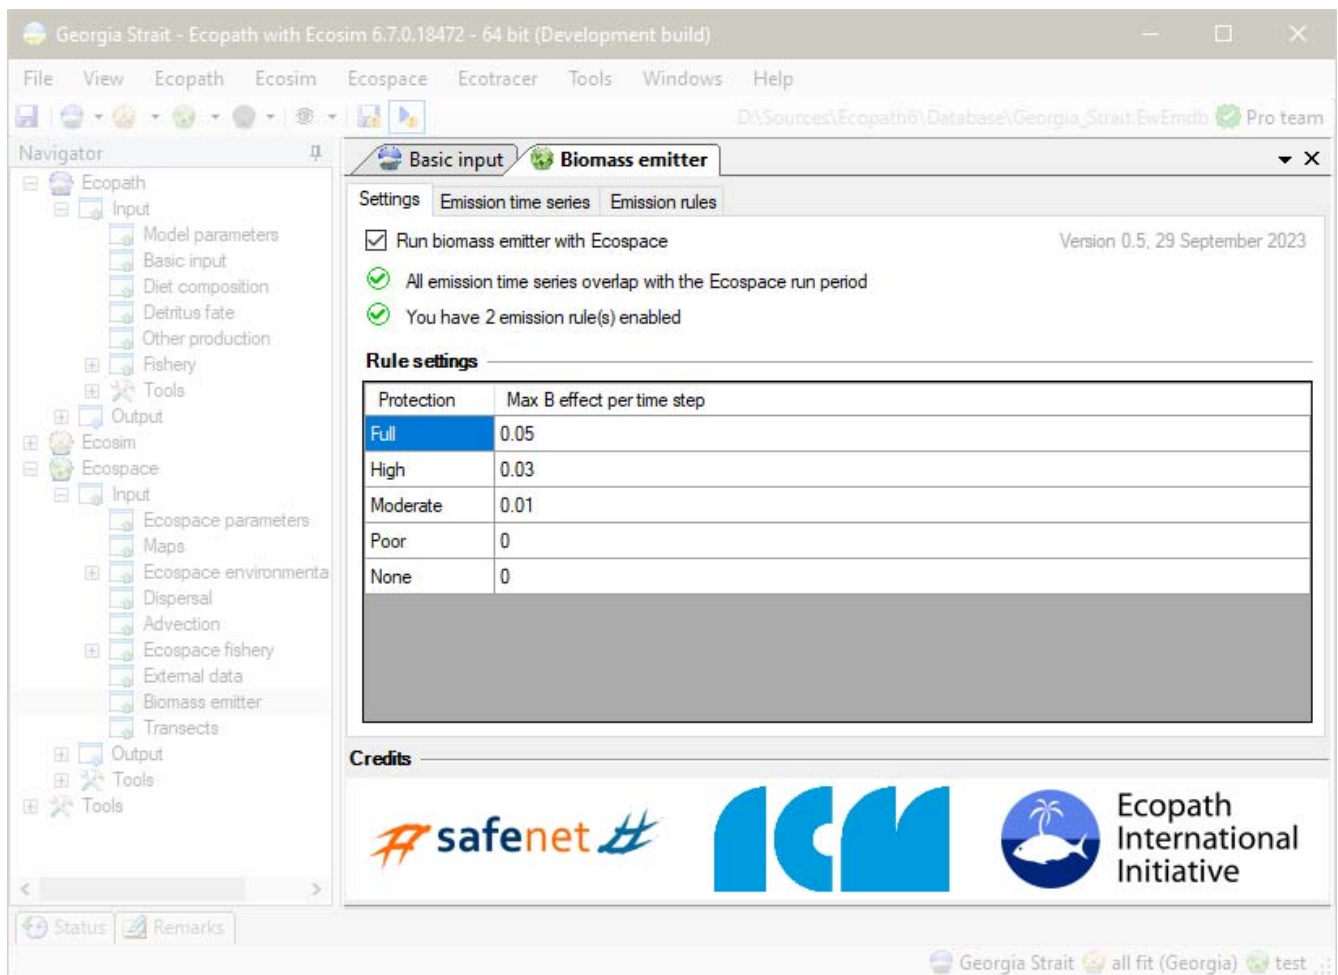 Georgia Strait - Ecopath with Ecosim 6.7.0.18472 - 64 bit (Development build)
File View Ecopath Ecosim Ecospace Ecotracer Tools Windows Help
D:\Sources\Ecopath6\Database\Georgia_Strait.EwEmdb Pro team
Navigator
Ecopath
Input
Model parameters
Basic input
Diet composition
Detritus fate
Other production
Fishery
Tools
Output
Ecosim
Ecospace
Input
Ecospace parameters
Maps
Ecospace environmenta
Dispersal
Advection
Ecospace fishery
External data
Biomass emitter
Transects
Output
Tools
Tools
Basic input Biomass emitter
Settings Emission time series Emission rules
Run biomass emitter with Ecospace Version 0.5, 29 September 2023
All emission time series overlap with the Ecospace run period
You have 2 emission rule(s) enabled
Rule settings
Protection Max B effect per time step
Full 0.05
High 0.03
Moderate 0.01
Poor 0
None 0
Credits
safenet
ICM
Ecopath
International
Initiative
Status Remarks
Georgia Strait all fit (Georgia) test